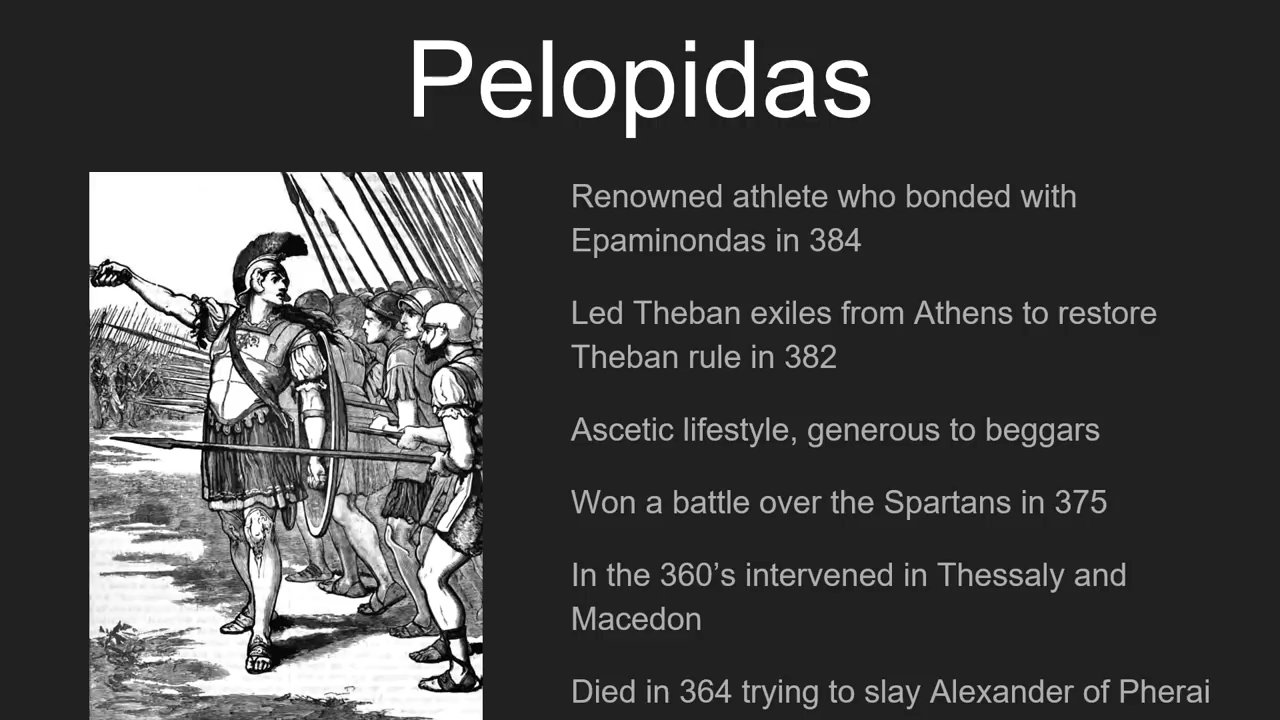 Pelopidas
Renowned athlete who bonded with
Epaminondas in 384
Led Theban exiles from Athens to restore
Theban rule in 382
Ascetic lifestyle, generous to beggars
Won a battle over the Spartans in 375
In the 360’s intervened in Thessaly and
Macedon
Died in 364 trying to slay Alexander of Pherai